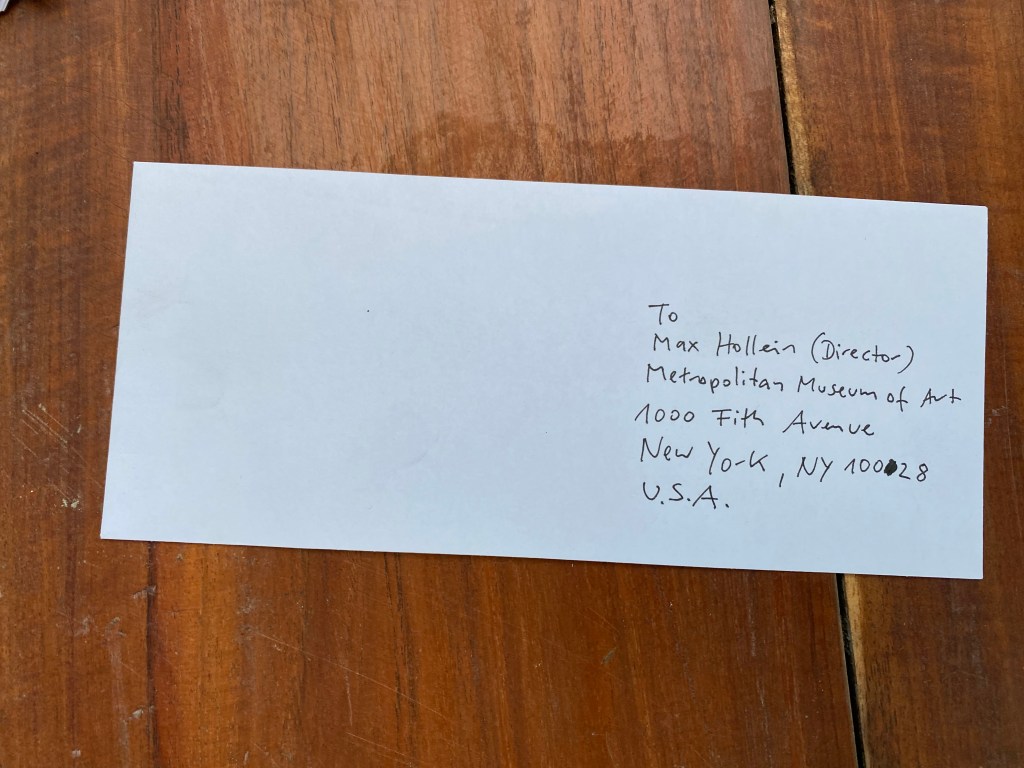 To
Max Hollein (Director)
Metropolitan Museum of Art
1000 Fith Avenue
New York, NY 10028
U.S.A.